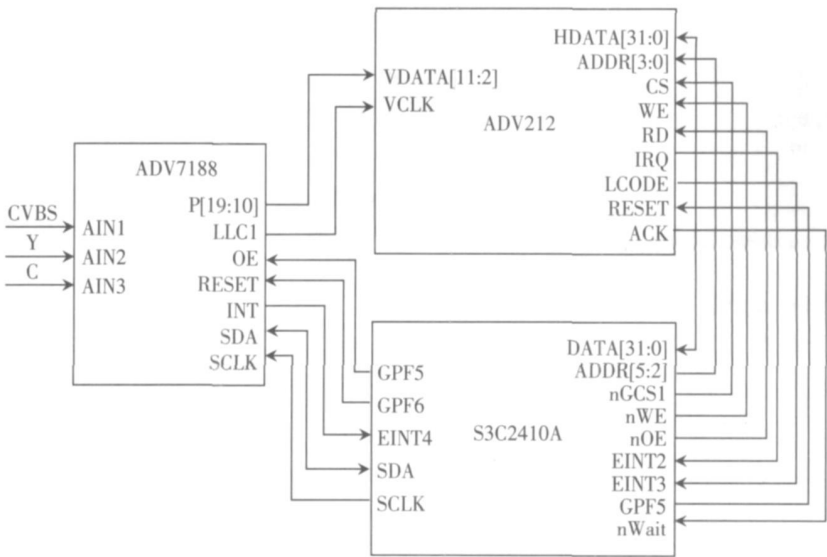 HDATA[31:0]
ADDR[3:0]
CS
WE
RD
IRQ
LCODE
RESET
ACK
VDATA[11:2]
VCLK
ADV212
ADV7188
P[19:10]
LLC1
OE
RESET
INT
SDA
SCLK
CVBS
Y
C
AIN1
AIN2
AIN3
DATA[31:0]
ADDR[5:2]
nGCS1
nWE
nOE
EINT2
EINT3
GPF5
nWait
GPF5
GPF6
EINT4
SDA
SCLK
S3C2410A